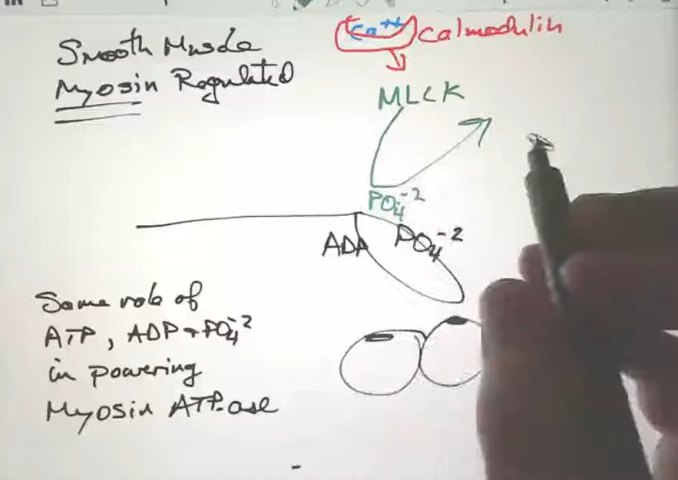 Smooth Muscle
Myosin Regulated
Ca++ calmodulin
MLCK
PO4-2
ADP PO4-2
Same role of
ATP, ADP + PO4-2
in powering
Myosin ATPase